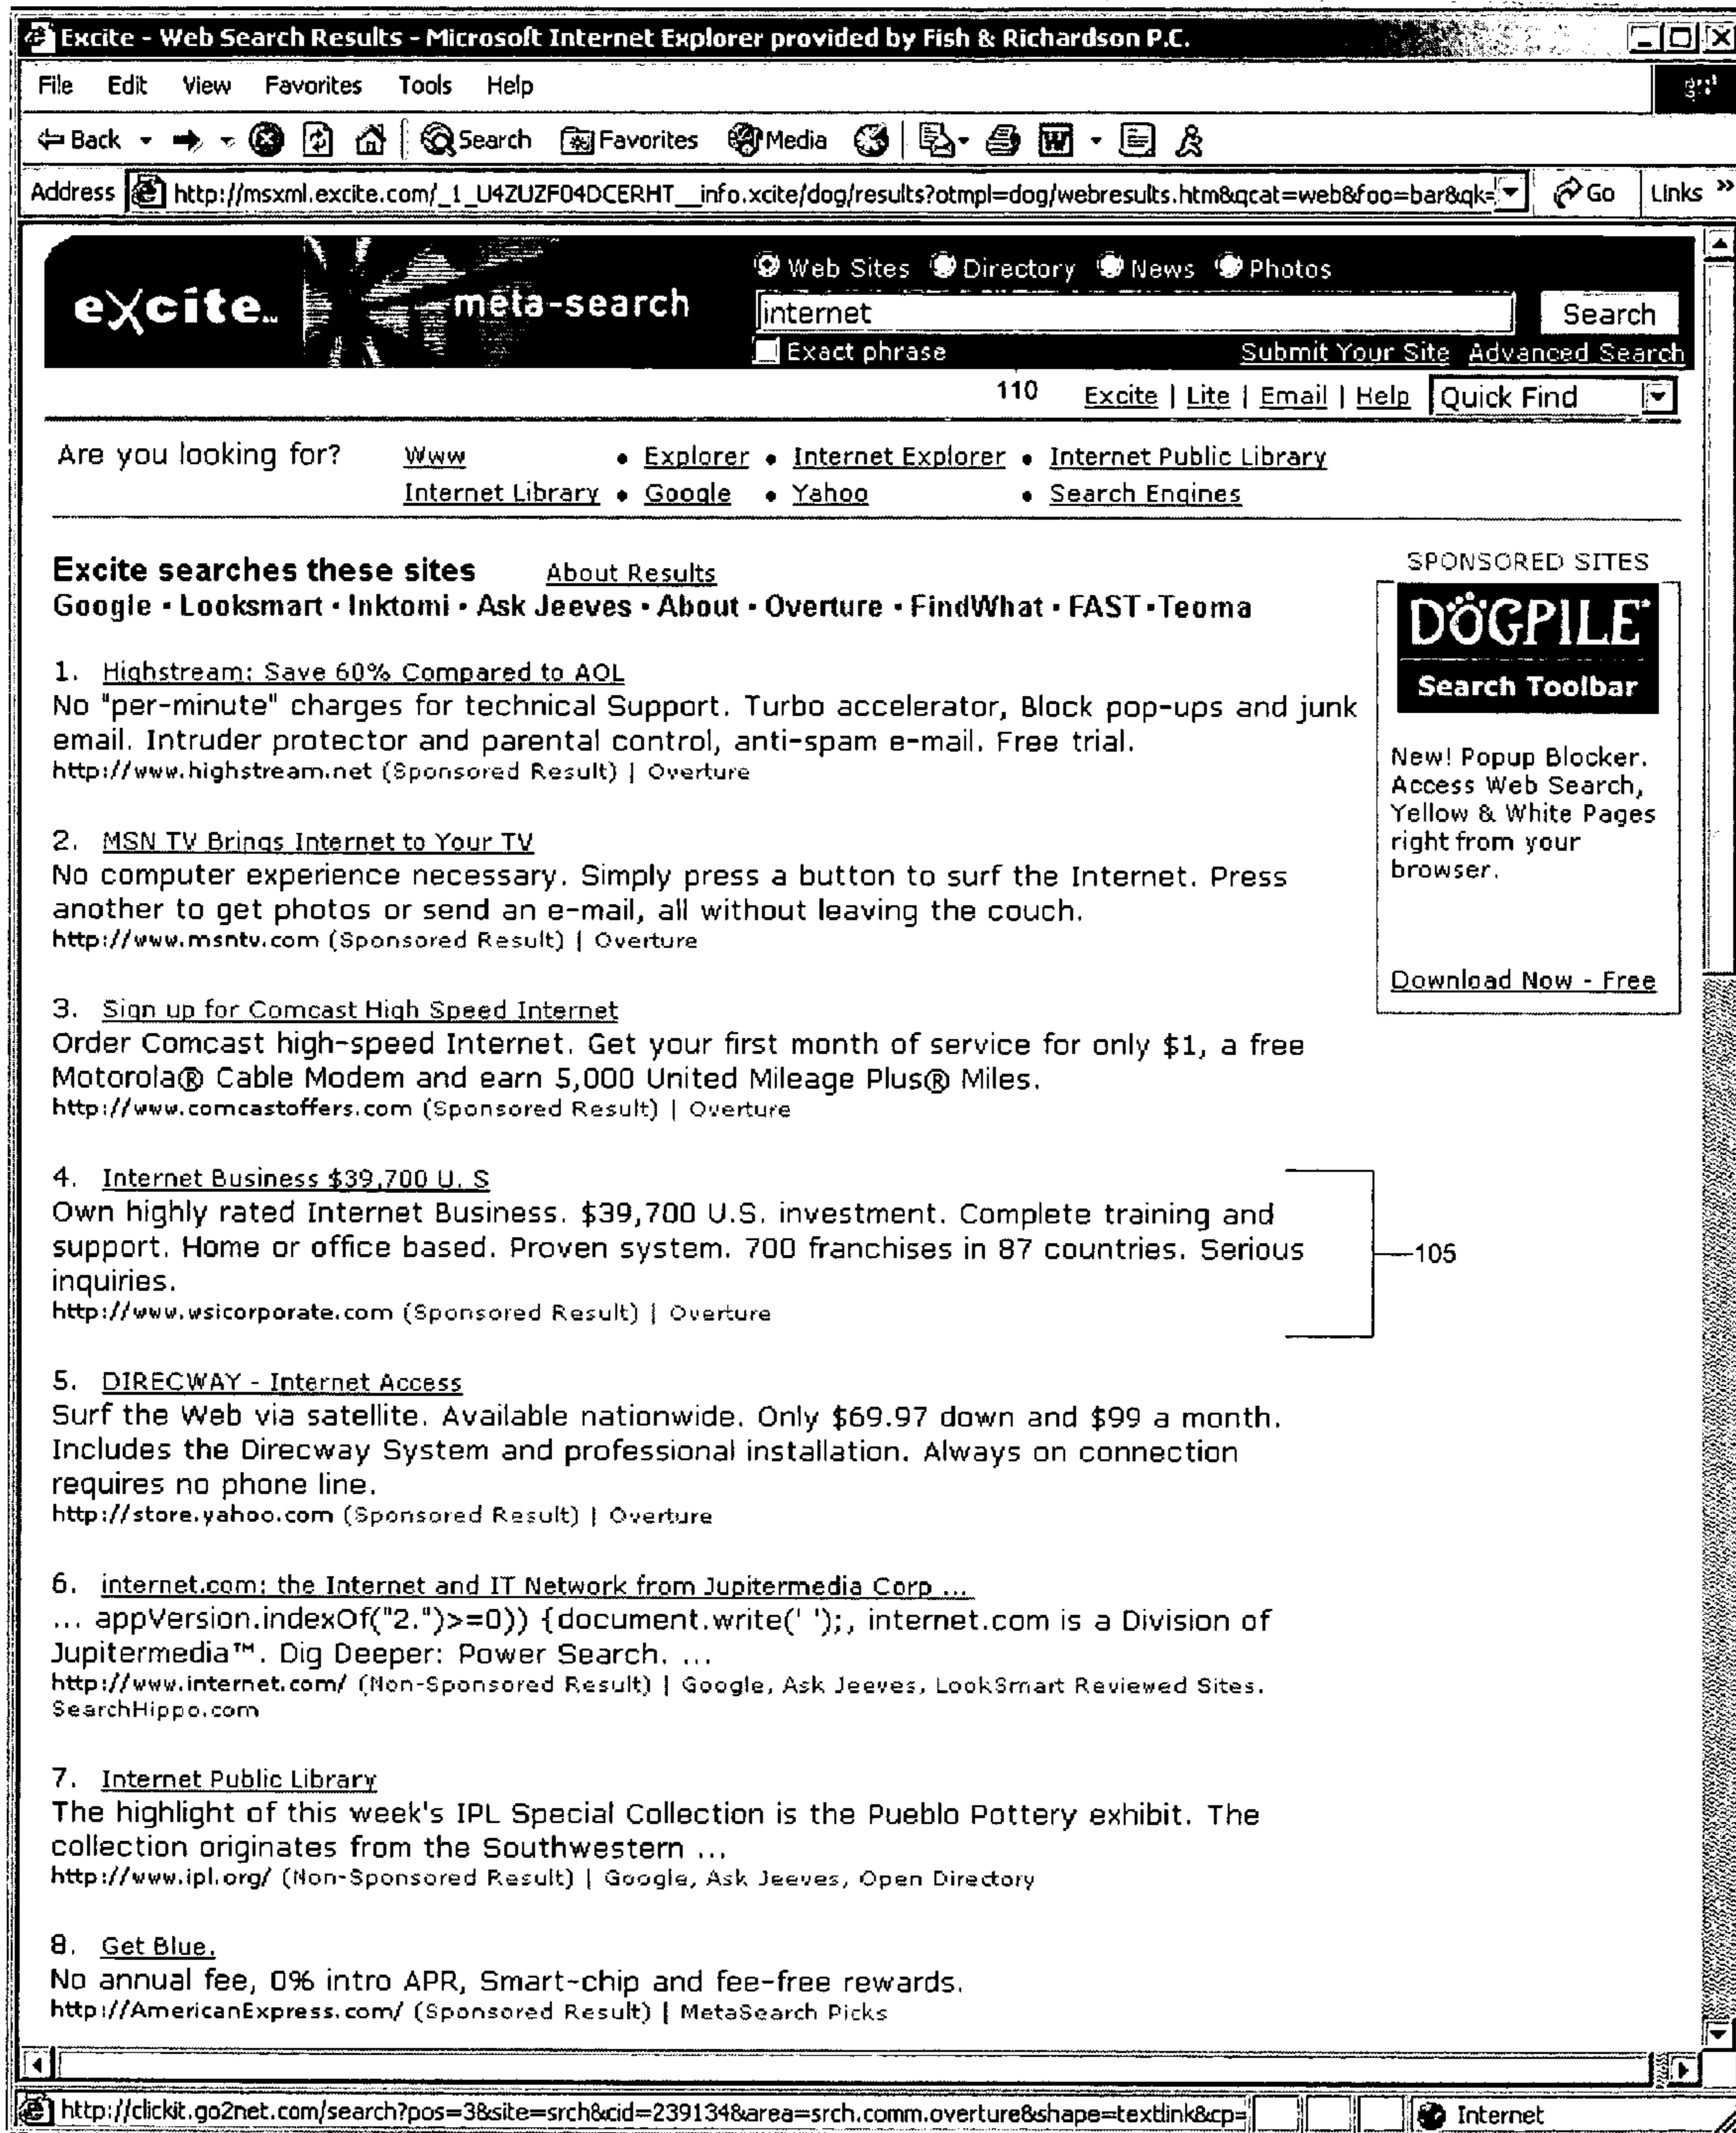 Excite - Web Search Results - Microsoft Internet Explorer provided by Fish & Richardson P.C.
File Edit View Favorites Tools Help
Back Search Favorites Media
Address http://msxml.excite.com/_1_U4ZUZF04DCERHT__info.xcite/dog/results?otmpl=dog/webresults.htm&qcat=web&foo=bar&qk= Go Links »
Web Sites Directory News Photos
excite meta-search internet Search
Exact phrase Submit Your Site Advanced Search
110 Excite | Lite | Email | Help Quick Find
Are you looking for? Www • Explorer • Internet Explorer • Internet Public Library
Internet Library • Google • Yahoo • Search Engines
Excite searches these sites About Results
Google ▪ Looksmart ▪ Inktomi ▪ Ask Jeeves ▪ About ▪ Overture ▪ FindWhat ▪ FAST ▪ Teoma
1. Highstream: Save 60% Compared to AOL
No "per-minute" charges for technical Support. Turbo accelerator, Block pop-ups and junk
email. Intruder protector and parental control, anti-spam e-mail. Free trial.
http://www.highstream.net (Sponsored Result) | Overture
2. MSN TV Brings Internet to Your TV
No computer experience necessary. Simply press a button to surf the Internet. Press
another to get photos or send an e-mail, all without leaving the couch.
http://www.msntv.com (Sponsored Result) | Overture
3. Sign up for Comcast High Speed Internet
Order Comcast high-speed Internet. Get your first month of service for only $1, a free
Motorola® Cable Modem and earn 5,000 United Mileage Plus® Miles.
http://www.comcastoffers.com (Sponsored Result) | Overture
4. Internet Business $39,700 U. S
Own highly rated Internet Business. $39,700 U.S. investment. Complete training and
support. Home or office based. Proven system. 700 franchises in 87 countries. Serious
inquiries.
http://www.wsicorporate.com (Sponsored Result) | Overture
105
5. DIRECWAY - Internet Access
Surf the Web via satellite. Available nationwide. Only $69.97 down and $99 a month.
Includes the Direcway System and professional installation. Always on connection
requires no phone line.
http://store.yahoo.com (Sponsored Result) | Overture
6. internet.com: the Internet and IT Network from Jupitermedia Corp ...
... appVersion.indexOf("2.")>=0)) {document.write(' ');, internet.com is a Division of
Jupitermedia™. Dig Deeper: Power Search. ...
http://www.internet.com/ (Non-Sponsored Result) | Google, Ask Jeeves, LookSmart Reviewed Sites.
SearchHippo.com
7. Internet Public Library
The highlight of this week's IPL Special Collection is the Pueblo Pottery exhibit. The
collection originates from the Southwestern ...
http://www.ipl.org/ (Non-Sponsored Result) | Google, Ask Jeeves, Open Directory
8. Get Blue.
No annual fee, 0% intro APR, Smart-chip and fee-free rewards.
http://AmericanExpress.com/ (Sponsored Result) | MetaSearch Picks
SPONSORED SITES
DÖGPILE
Search Toolbar
New! Popup Blocker.
Access Web Search,
Yellow & White Pages
right from your
browser.
Download Now - Free
http://clickit.go2net.com/search?pos=3&site=srch&cid=239134&area=srch.comm.overture&shape=textlink&cp= Internet